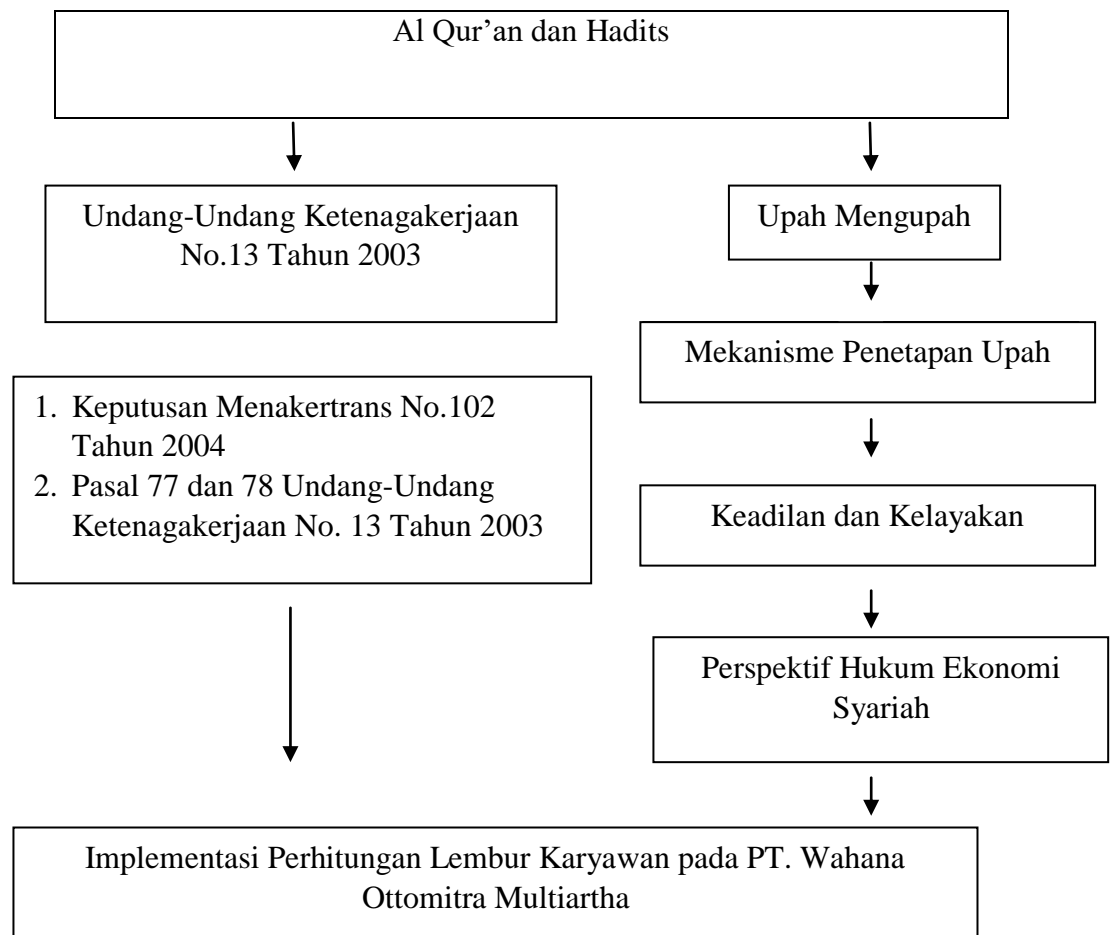 Al Qur’an dan Hadits
Undang-Undang Ketenagakerjaan
No.13 Tahun 2003
Upah Mengupah
Mekanisme Penetapan Upah
1. Keputusan Menakertrans No.102
Tahun 2004
2. Pasal 77 dan 78 Undang-Undang
Ketenagakerjaan No. 13 Tahun 2003
Keadilan dan Kelayakan
Perspektif Hukum Ekonomi
Syariah
Implementasi Perhitungan Lembur Karyawan pada PT. Wahana
Ottomitra Multiartha